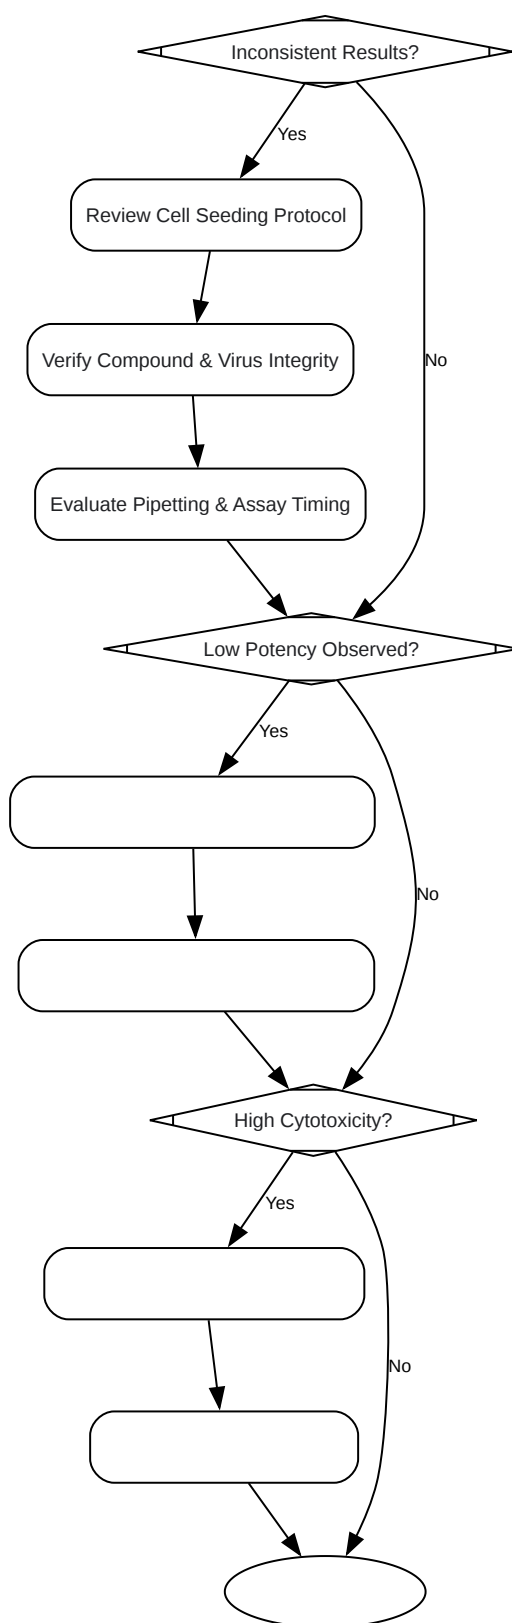 Inconsistent Results?
Yes
Review Cell Seeding Protocol
Verify Compound & Virus Integrity
No
Evaluate Pipetting & Assay Timing
Low Potency Observed?
Yes
No
High Cytotoxicity?
Yes
No